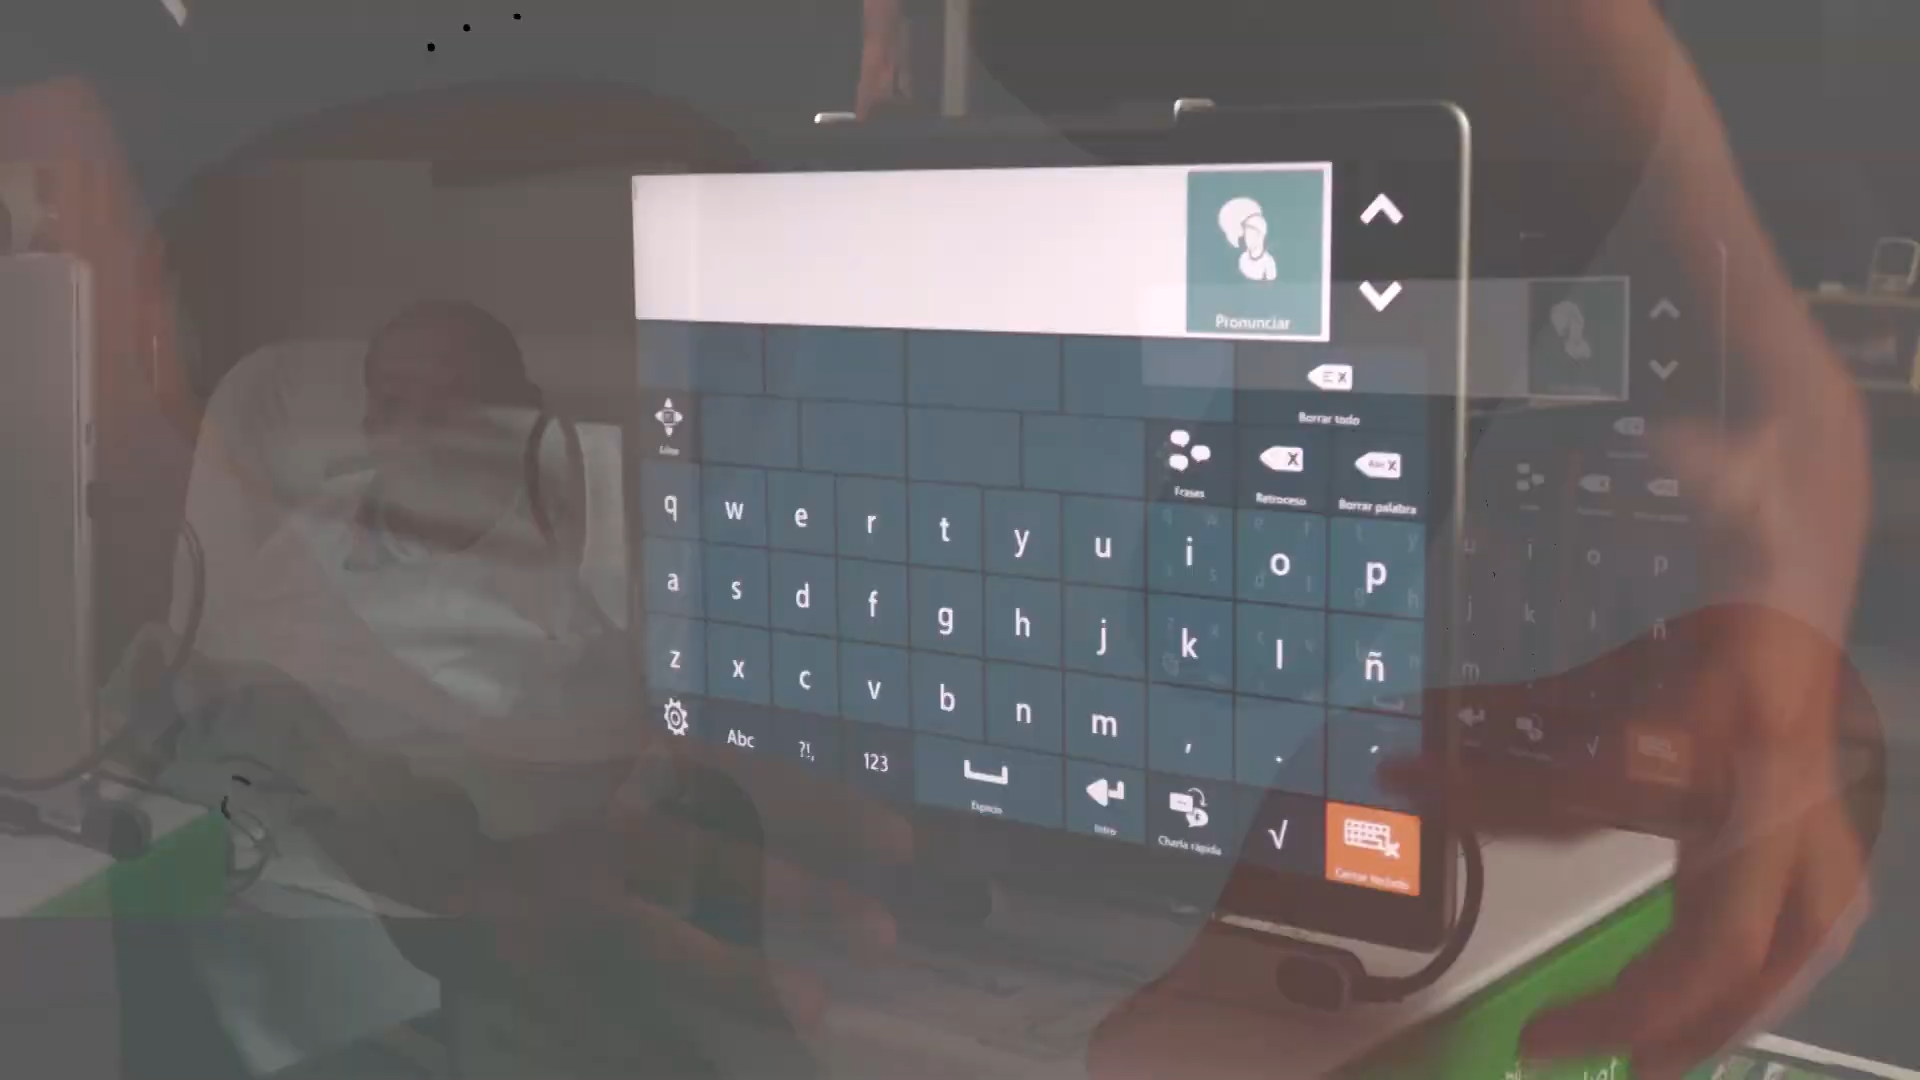 Pronunciar
Borrar todo
Frases
Retroceso
Borrar palabra
q w e r t y u i o p
a s d f g h j k l ñ
z x c v b n m , . ´
Abc ?!, 123
Espacio
Intro
Charla rápida
√
Cerrar teclado